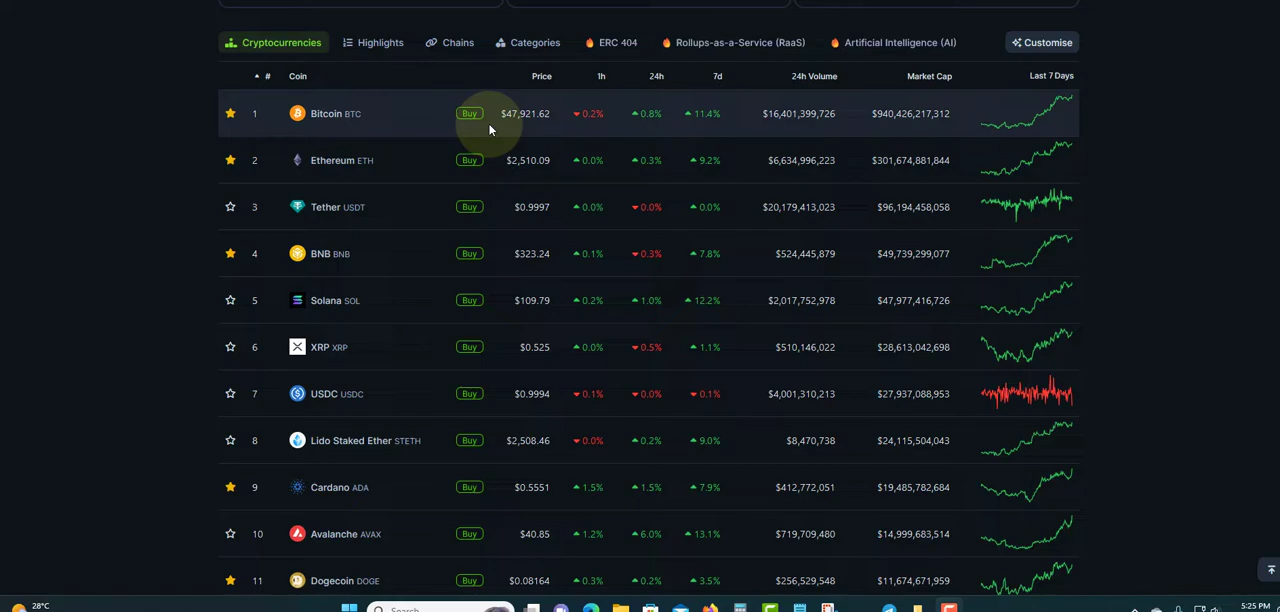 Cryptocurrencies Highlights Chains Categories ERC 404 Rollups-as-a-Service (RaaS) Artificial Intelligence (AI) Customise
# Coin Price 1h 24h 7d 24h Volume Market Cap Last 7 Days
1 Bitcoin BTC Buy $47,921.62 0.2% 0.8% 11.4% $16,401,399,726 $940,426,217,312
2 Ethereum ETH Buy $2,510.09 0.0% 0.3% 9.2% $6,634,996,223 $301,674,881,844
3 Tether USDT Buy $0.9997 0.0% 0.0% 0.0% $20,179,413,023 $96,194,458,058
4 BNB BNB Buy $323.24 0.1% 0.3% 7.8% $524,445,879 $49,739,299,077
5 Solana SOL Buy $109.79 0.2% 1.0% 12.2% $2,017,752,978 $47,977,416,726
6 XRP XRP Buy $0.525 0.0% 0.5% 1.1% $510,146,022 $28,613,042,698
7 USDC USDC Buy $0.9994 0.1% 0.0% 0.1% $4,001,310,213 $27,937,088,953
8 Lido Staked Ether STETH Buy $2,508.46 0.0% 0.2% 9.0% $8,470,738 $24,115,504,043
9 Cardano ADA Buy $0.5551 1.5% 1.5% 7.9% $412,772,051 $19,485,782,684
10 Avalanche AVAX Buy $40.85 1.2% 6.0% 13.1% $719,709,480 $14,999,683,514
11 Dogecoin DOGE Buy $0.08164 0.3% 0.2% 3.5% $256,529,548 $11,674,671,959
28°C Search 5:25 PM